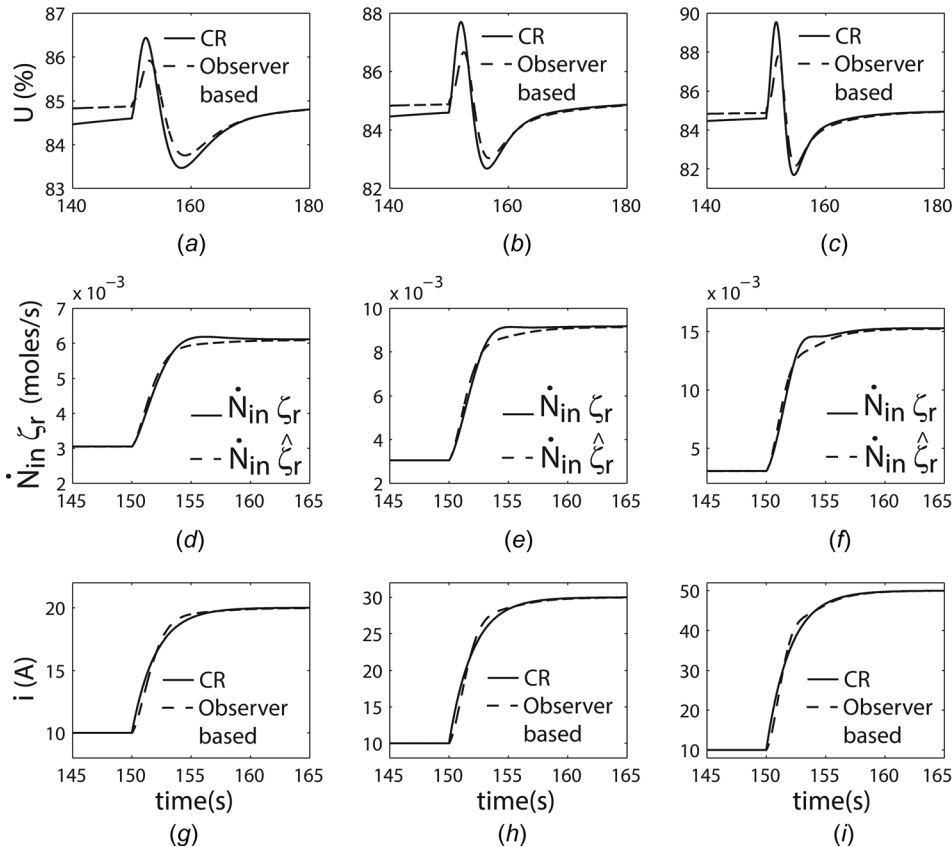 87
86
85
84
83
U (%)
CR
Observer
based
140 160 180
(a)
88
86
84
82
CR
Observer
based
140 160 180
(b)
90
88
86
84
82
CR
Observer
based
140 160 180
(c)
x 10⁻³
7
6
5
4
3
2
Ṅin ζr (moles/s)
Ṅin ζr
Ṅin ζ̂r
145 150 155 160 165
(d)
x 10⁻³
10
8
6
4
2
Ṅin ζr
Ṅin ζ̂r
145 150 155 160 165
(e)
x 10⁻³
15
10
5
Ṅin ζr
Ṅin ζ̂r
145 150 155 160 165
(f)
20
15
10
i (A)
CR
Observer
based
145 150 155 160 165
time(s)
(g)
30
25
20
15
10
CR
Observer
based
145 150 155 160 165
time(s)
(h)
50
40
30
20
10
CR
Observer
based
145 150 155 160 165
time(s)
(i)